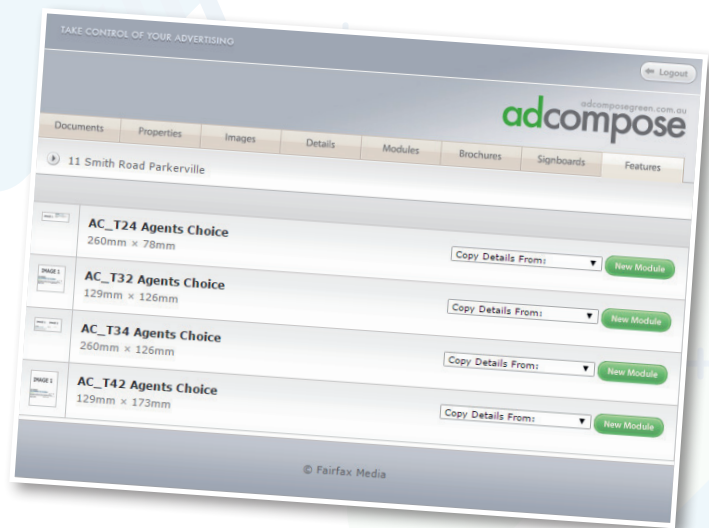 TAKE CONTROL OF YOUR ADVERTISING
Logout
adcomposegreen.com.au
adcompose
Documents Properties Images Details Modules Brochures Signboards Features
11 Smith Road Parkerville
AC_T24 Agents Choice
260mm × 78mm
Copy Details From: New Module
IMAGE 1
AC_T32 Agents Choice
129mm × 126mm
Copy Details From: New Module
AC_T34 Agents Choice
260mm × 126mm
Copy Details From: New Module
IMAGE 1
AC_T42 Agents Choice
129mm × 173mm
Copy Details From: New Module
© Fairfax Media